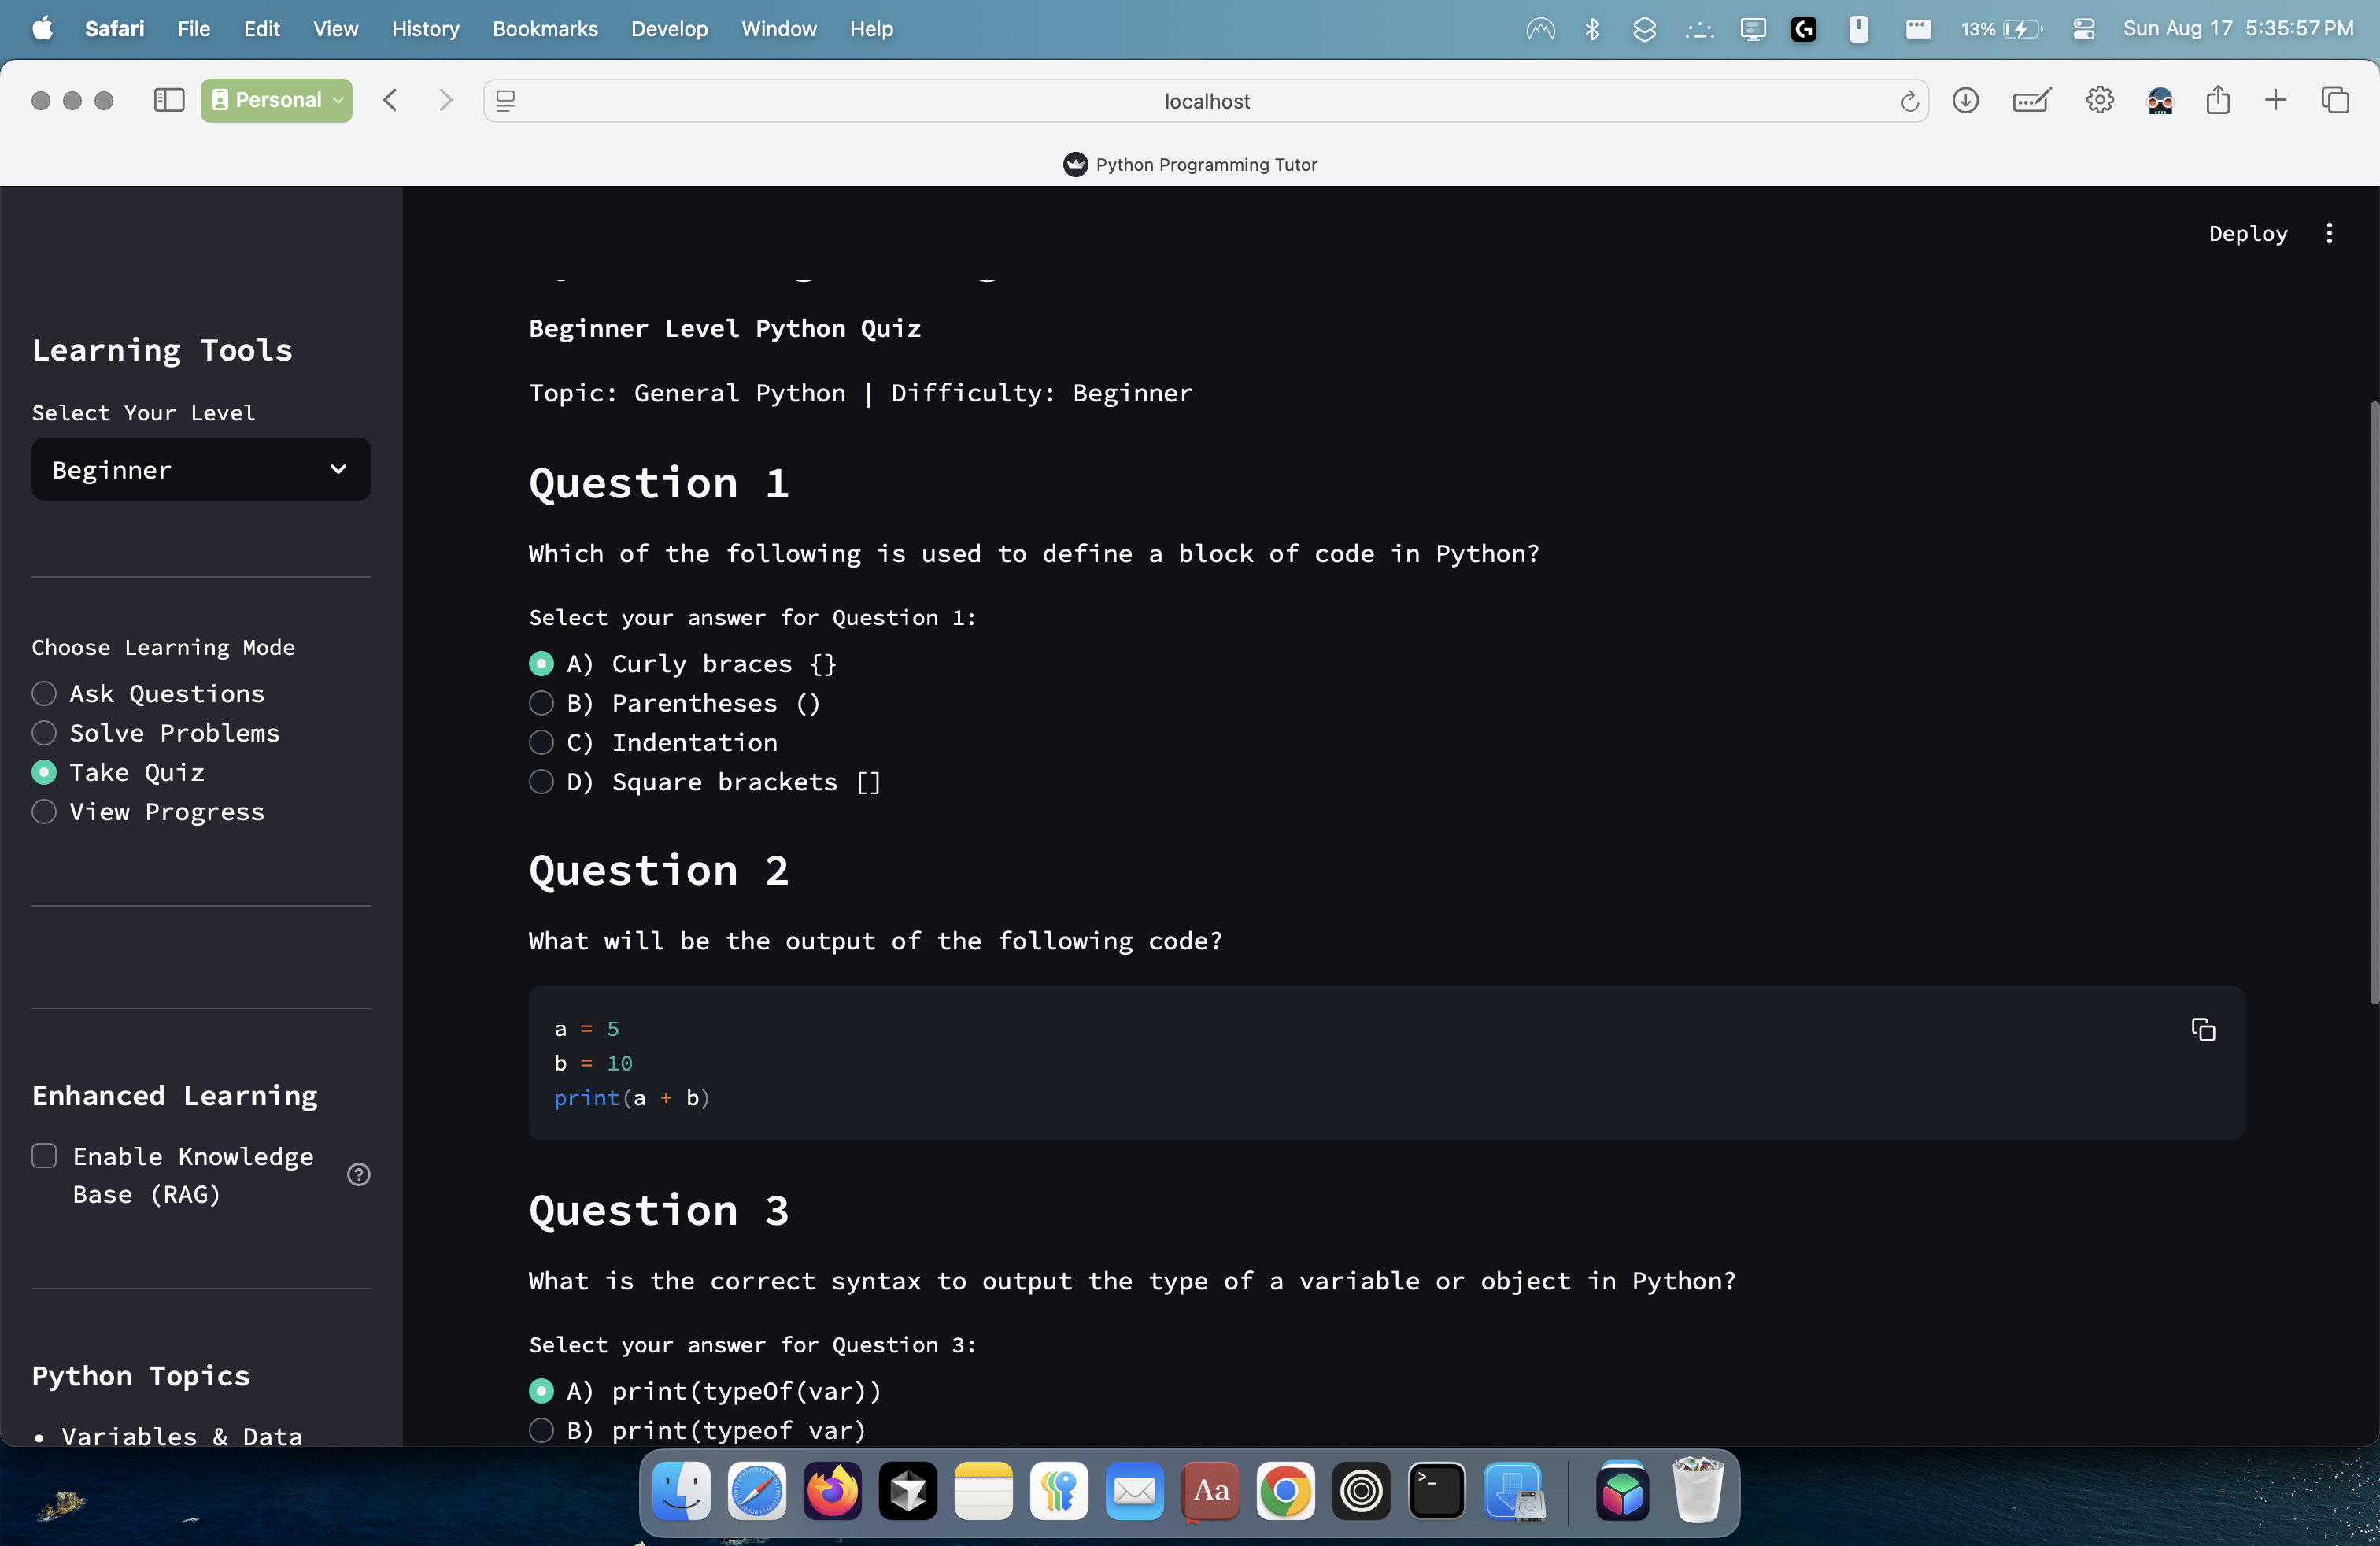 Safari File Edit View History Bookmarks Develop Window Help 13% Sun Aug 17 5:35:57 PM
Personal localhost
Python Programming Tutor
Deploy
Learning Tools
Select Your Level
Beginner
Choose Learning Mode
Ask Questions
Solve Problems
Take Quiz
View Progress
Enhanced Learning
Enable Knowledge
Base (RAG)
Python Topics
• Variables & Data
Beginner Level Python Quiz
Topic: General Python | Difficulty: Beginner
Question 1
Which of the following is used to define a block of code in Python?
Select your answer for Question 1:
A) Curly braces {}
B) Parentheses ()
C) Indentation
D) Square brackets []
Question 2
What will be the output of the following code?
a = 5
b = 10
print(a + b)
Question 3
What is the correct syntax to output the type of a variable or object in Python?
Select your answer for Question 3:
A) print(typeOf(var))
B) print(typeof var)
Aa